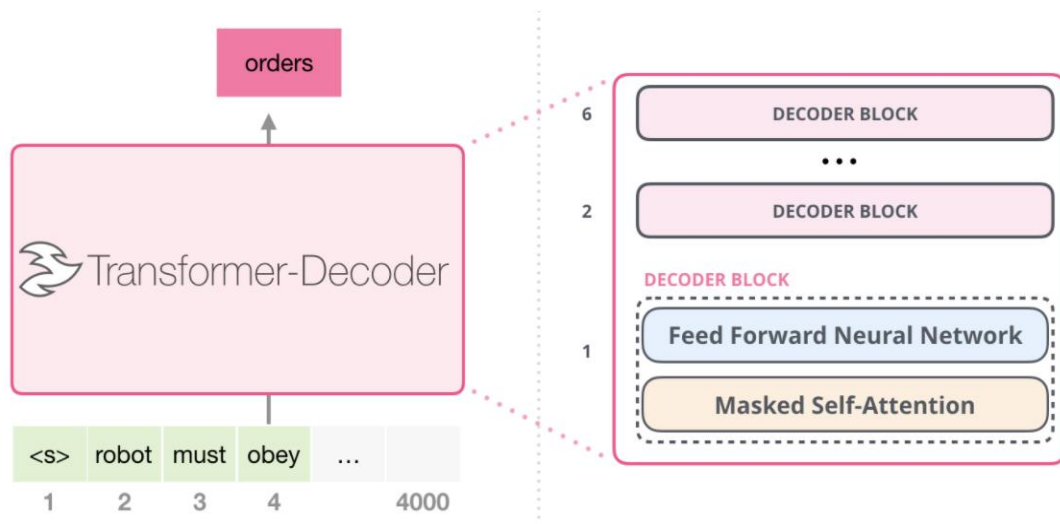 orders
Transformer-Decoder
<s> robot must obey ...
1 2 3 4 4000
6 DECODER BLOCK
...
2 DECODER BLOCK
DECODER BLOCK
1
Feed Forward Neural Network
Masked Self-Attention